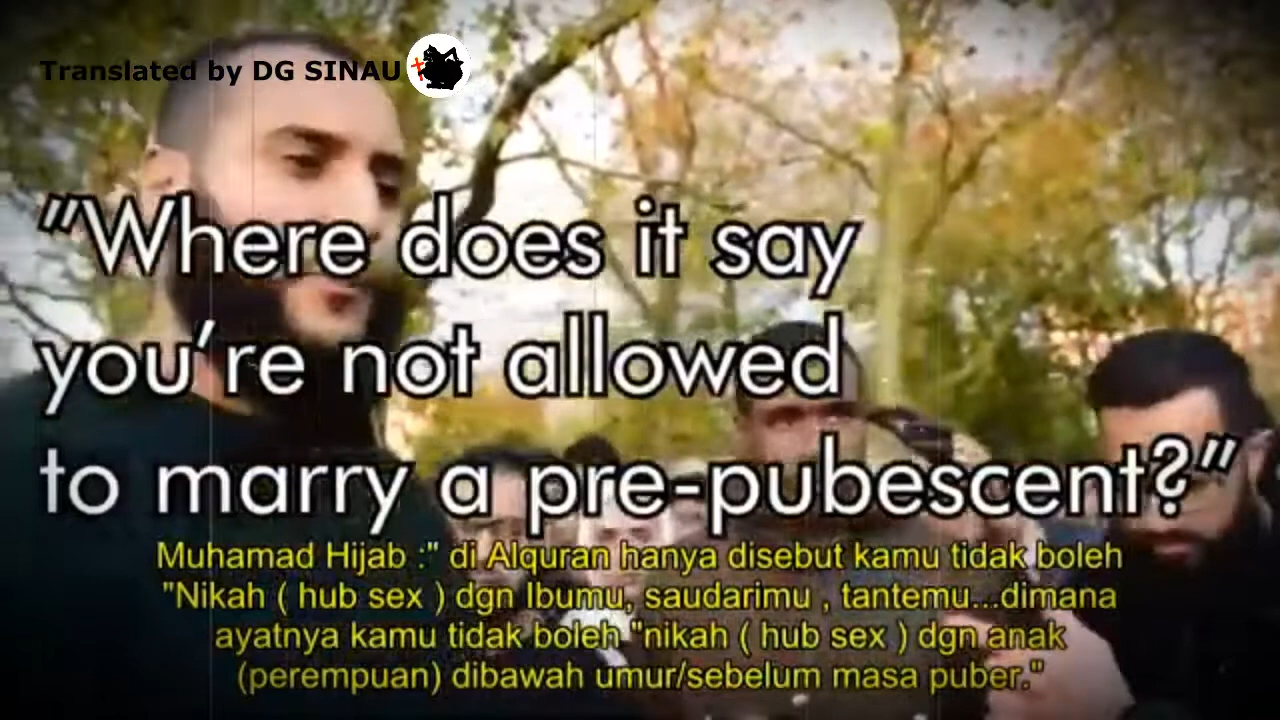 Translated by DG SINAU
"Where does it say
you're not allowed
to marry a pre-pubescent?"
Muhamad Hijab :" di Alquran hanya disebut kamu tidak boleh
"Nikah ( hub sex ) dgn Ibumu, saudarimu , tantemu...dimana
ayatnya kamu tidak boleh "nikah ( hub sex ) dgn anak
(perempuan) dibawah umur/sebelum masa puber."